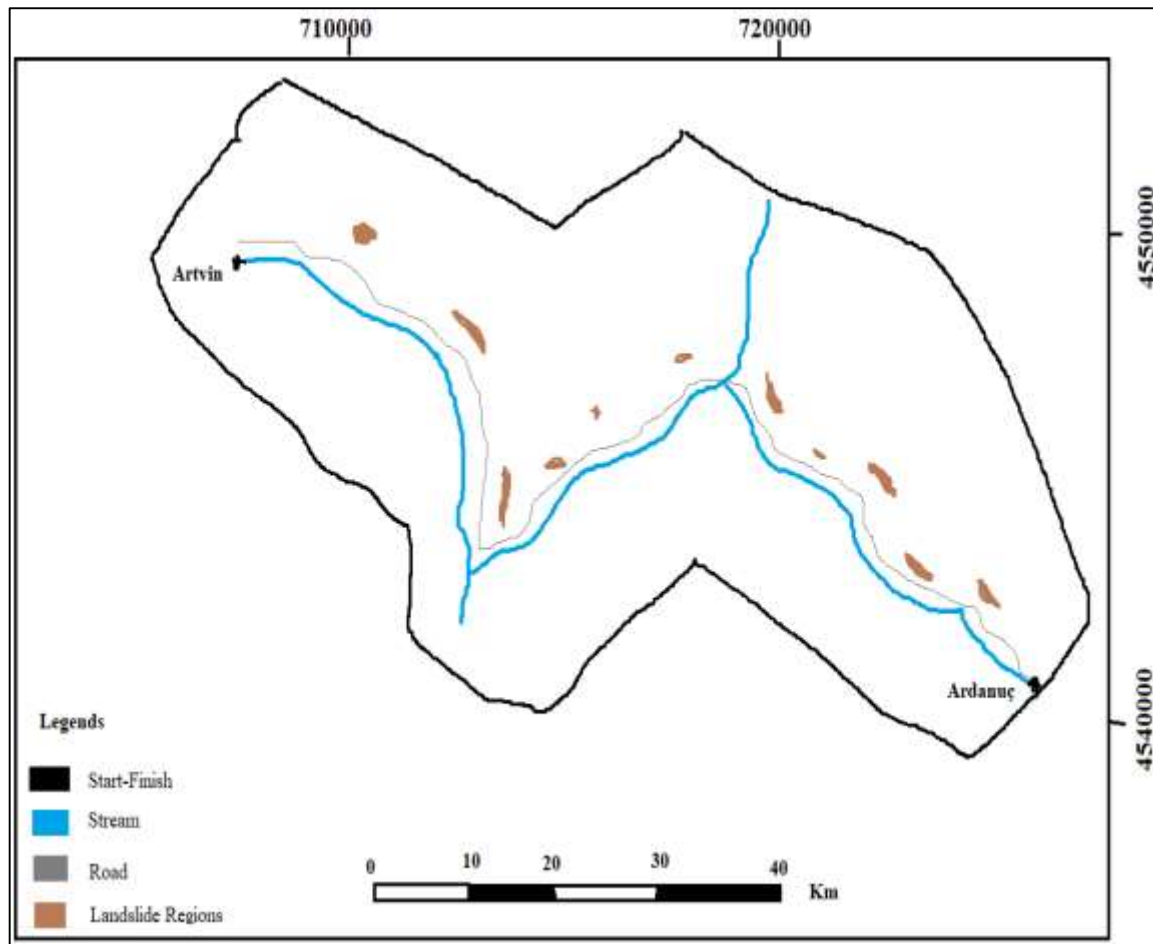 710000 720000
4550000
Artvin
Ardanuç
4540000
Legends
Start-Finish
Stream
Road
Landslide Regions
0 10 20 30 40
Km